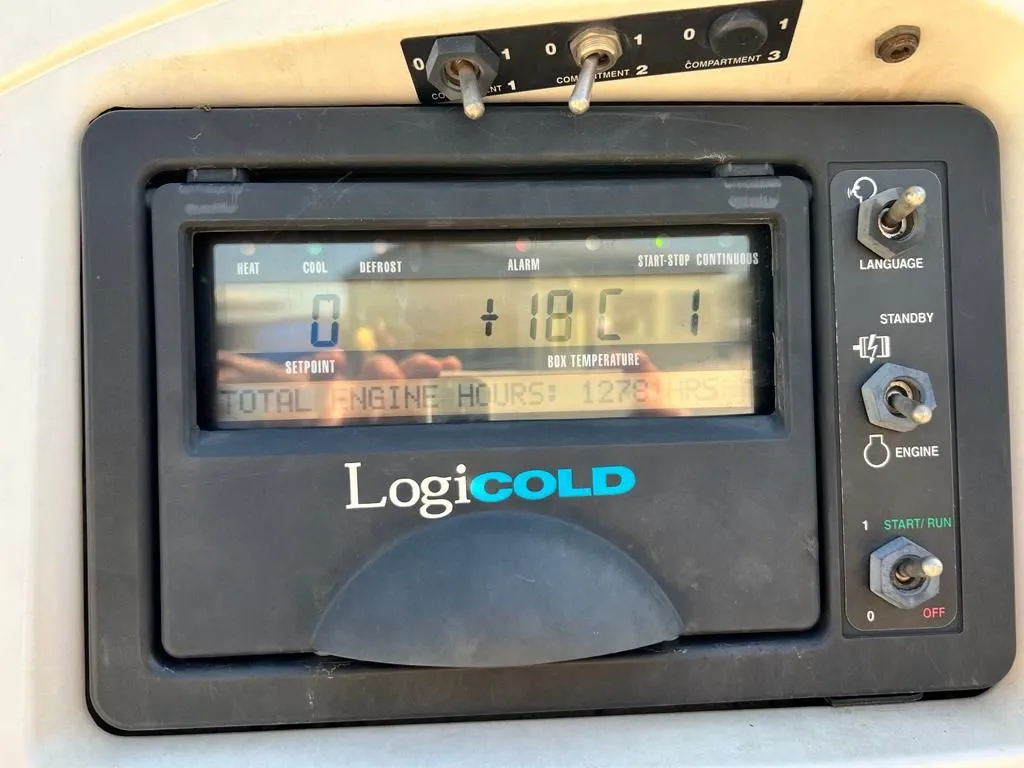 0 1 0 1 0 1
COMPARTMENT 1 COMPARTMENT 2 COMPARTMENT 3
HEAT COOL DEFROST ALARM START-STOP CONTINUOUS
0 +18 C 1
SETPOINT BOX TEMPERATURE
TOTAL ENGINE HOURS: 1278 HRS
LogiCOLD
LANGUAGE
STANDBY
ENGINE
1 START/RUN
0 OFF